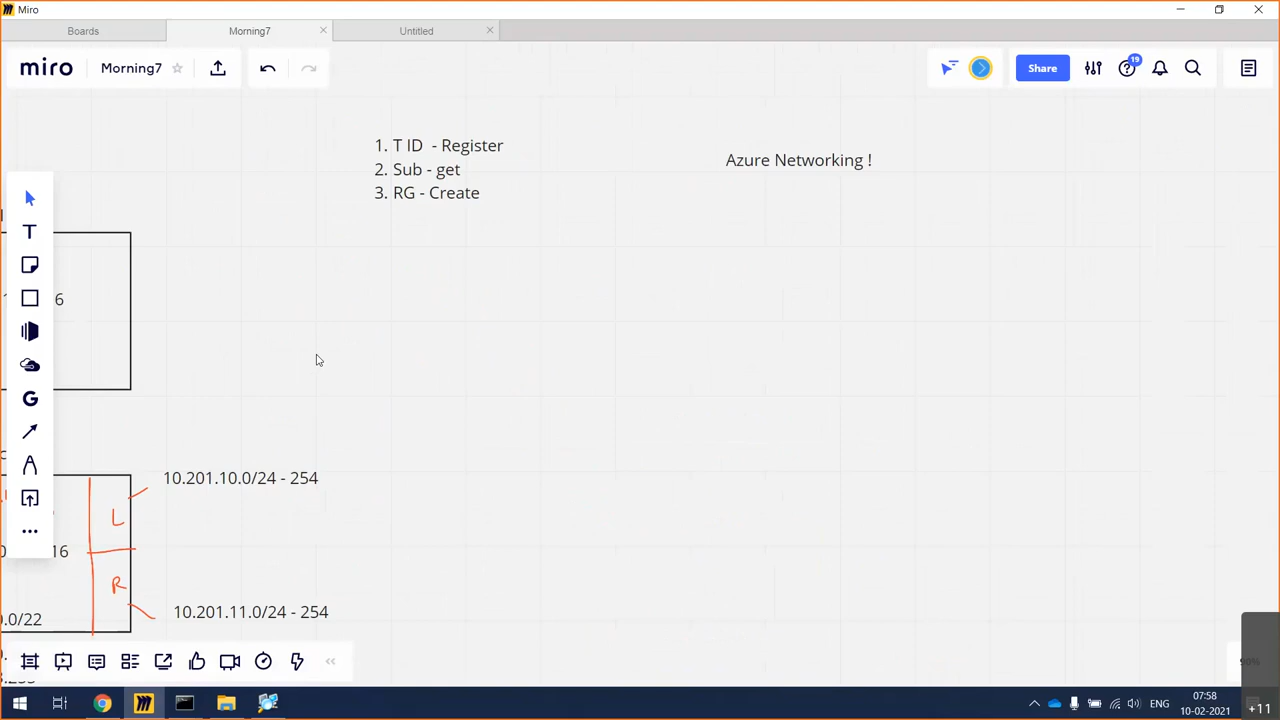 Miro
Boards
Morning7
Untitled
miro
Morning7
Share
19
1. T ID - Register
2. Sub - get
3. RG - Create
Azure Networking !
6
10.201.10.0/24 - 254
L
16
R
10.201.11.0/24 - 254
0.0/22
T
G
90%
07:58
ENG
10-02-2021
+11